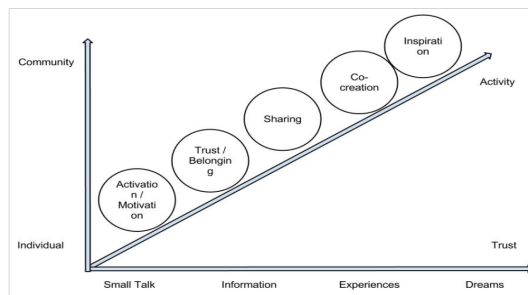 Inspirati
on
Community
Co-
creation
Activity
Sharing
Trust /
Belongin
g
Activatio
n /
Motivati
on
Individual
Trust
Small Talk
Information
Experiences
Dreams